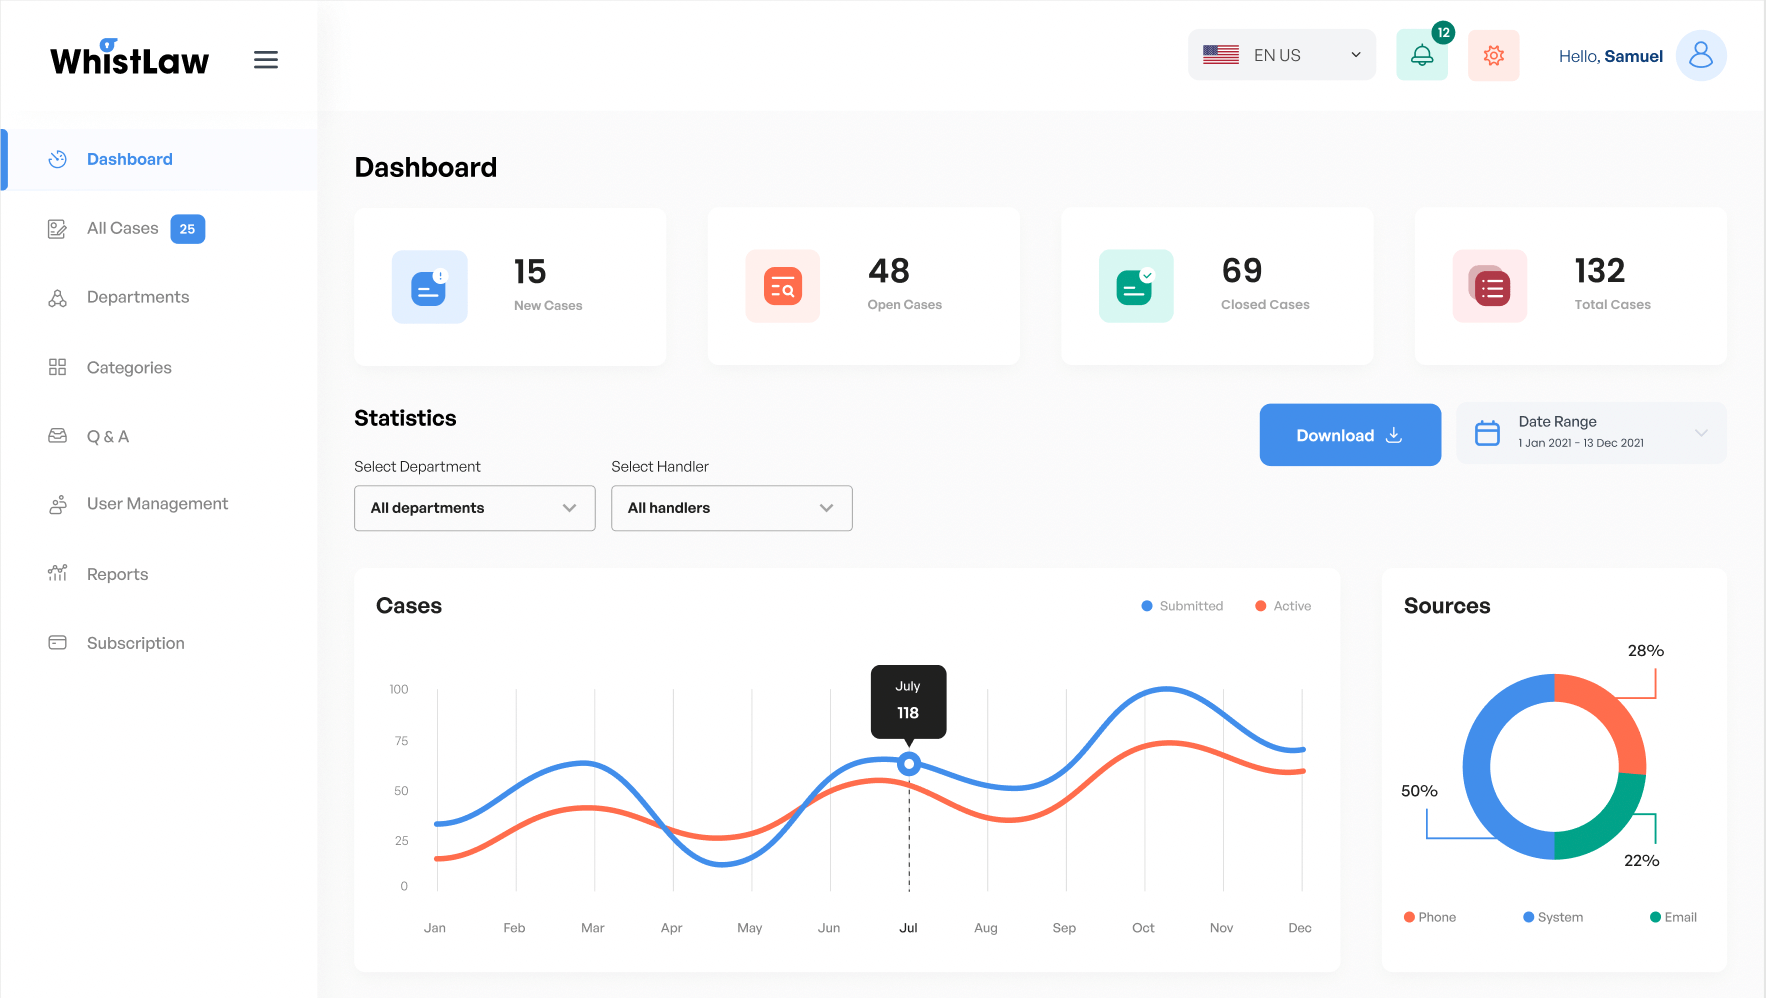 WhistLaw
EN US
12
Hello, Samuel
Dashboard
All Cases 25
Departments
Categories
Q & A
User Management
Reports
Subscription
Dashboard
15
New Cases
48
Open Cases
69
Closed Cases
132
Total Cases
Statistics
Download
Date Range
1 Jan 2021 - 13 Dec 2021
Select Department
All departments
Select Handler
All handlers
Cases
Submitted Active
July
118
100
75
50
25
0
Jan Feb Mar Apr May Jun Jul Aug Sep Oct Nov Dec
Sources
28%
50%
22%
Phone System Email